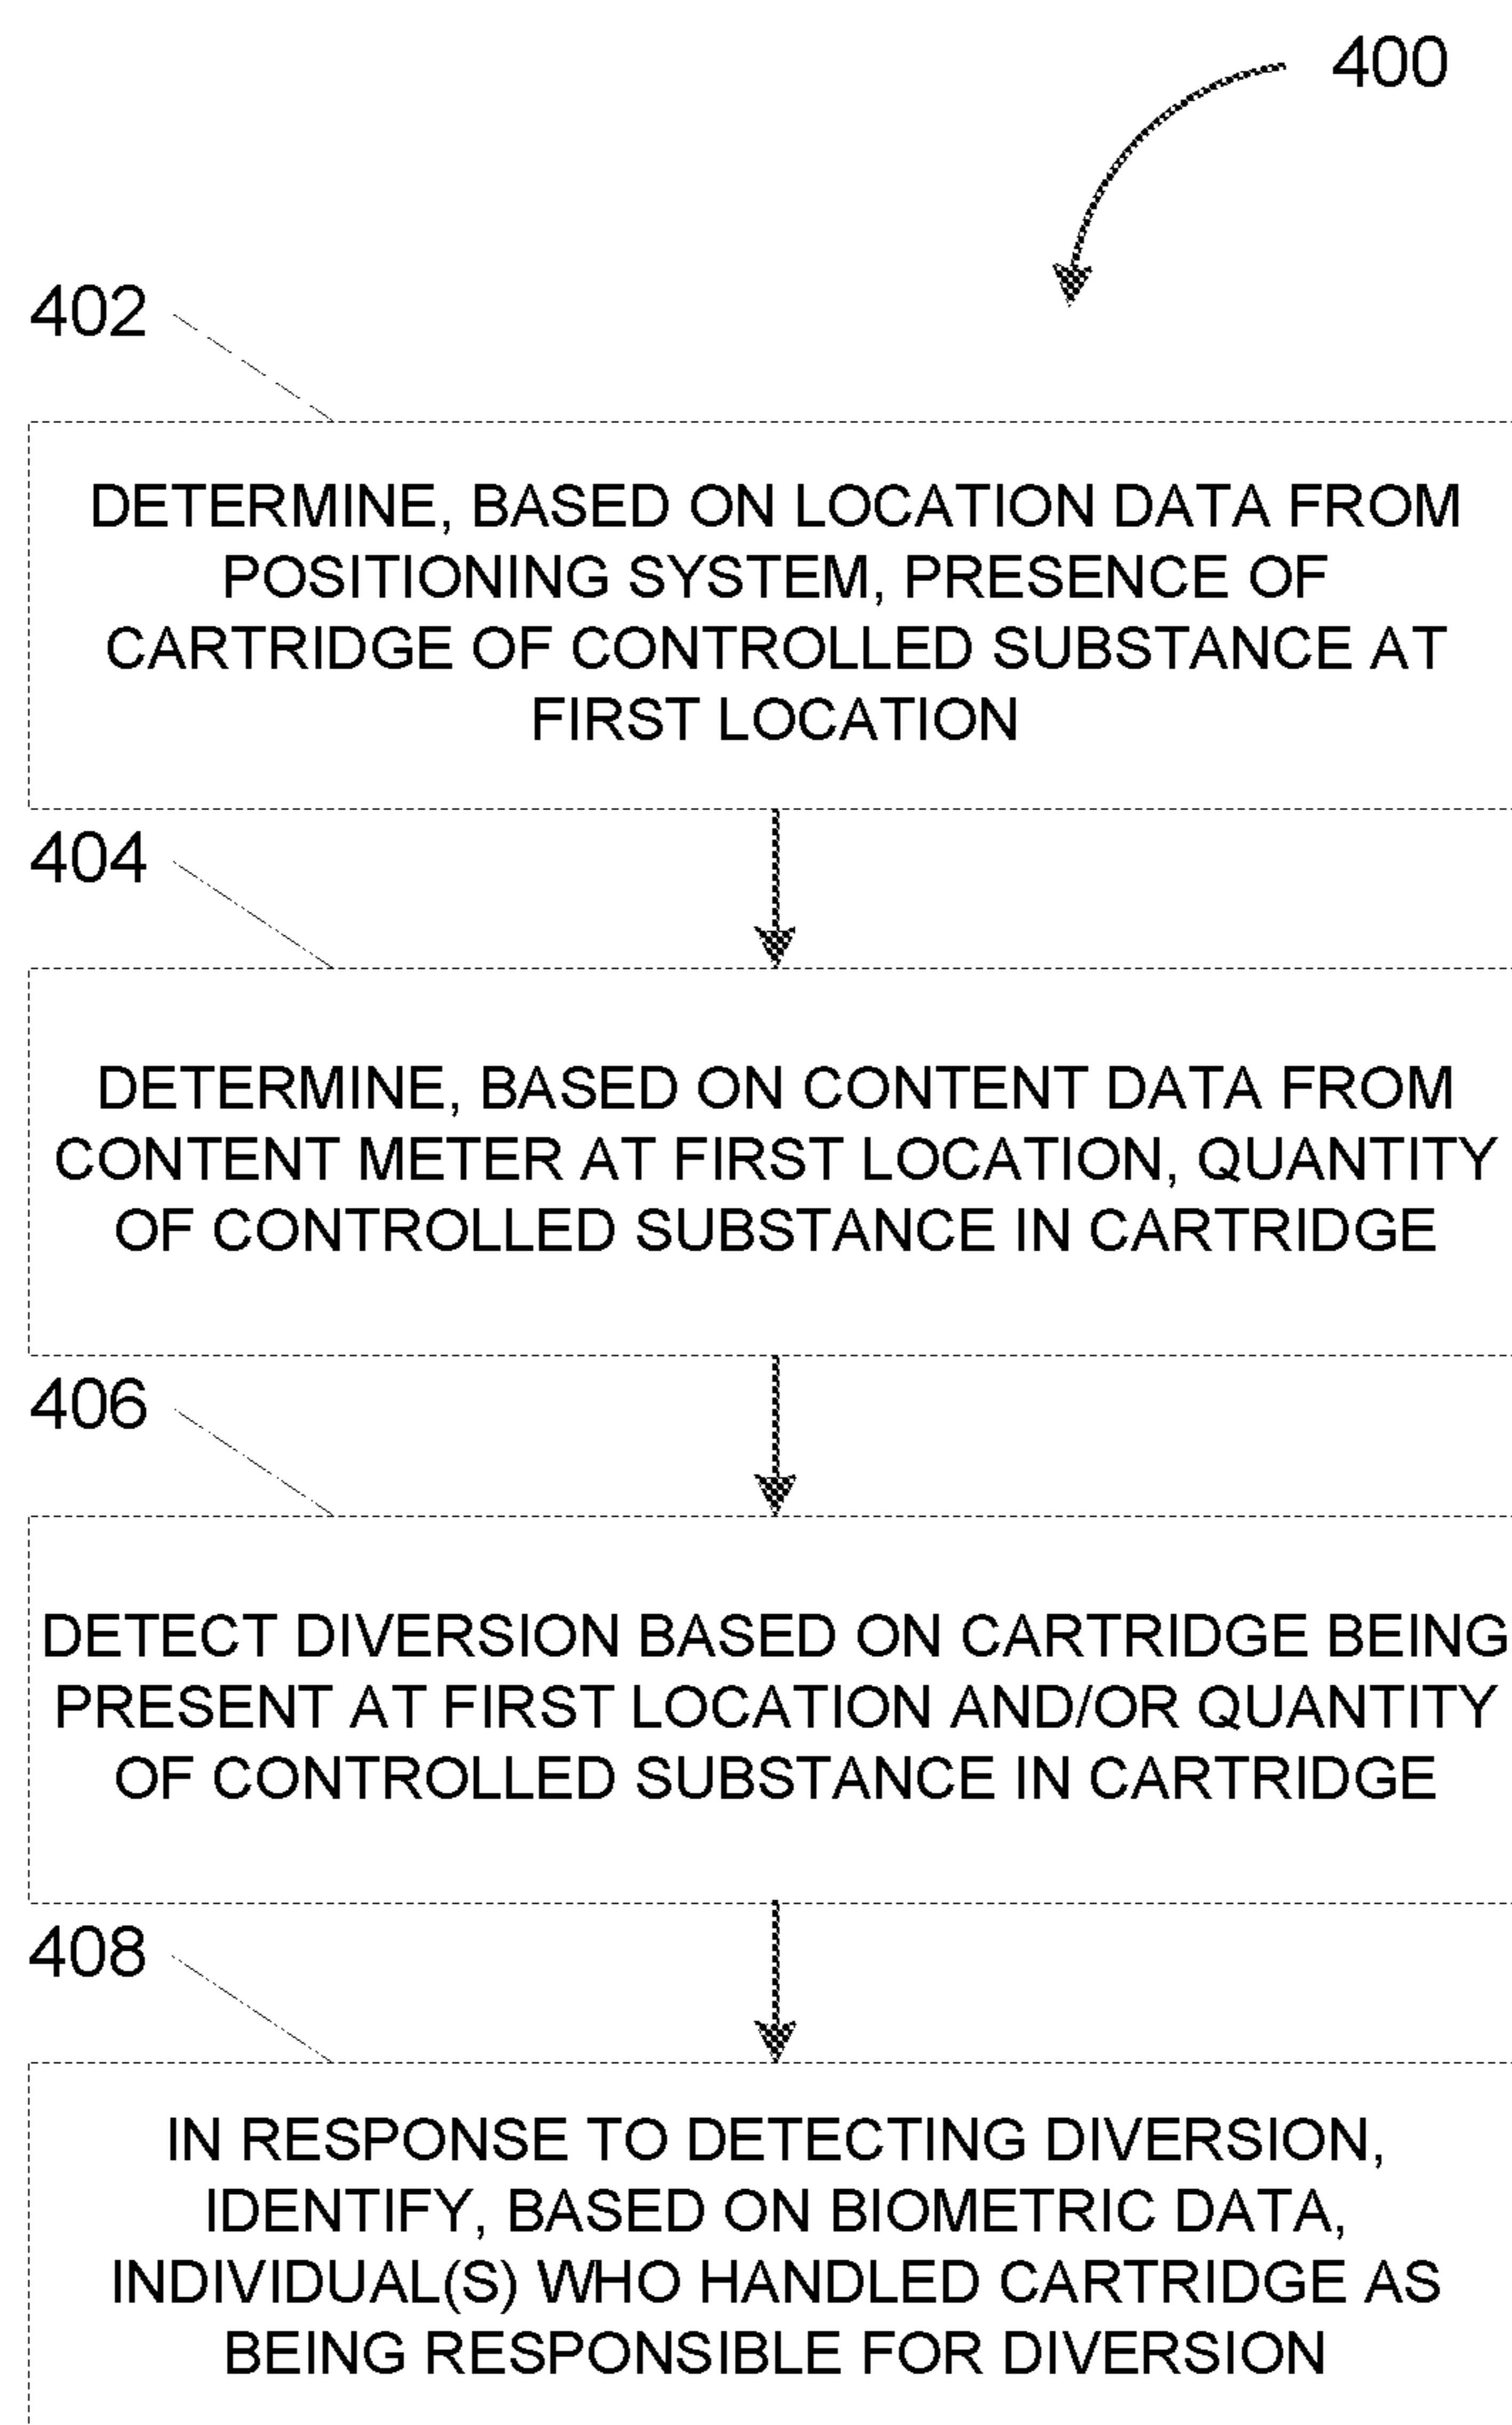 400
402
DETERMINE, BASED ON LOCATION DATA FROM
POSITIONING SYSTEM, PRESENCE OF
CARTRIDGE OF CONTROLLED SUBSTANCE AT
FIRST LOCATION
404
DETERMINE, BASED ON CONTENT DATA FROM
CONTENT METER AT FIRST LOCATION, QUANTITY
OF CONTROLLED SUBSTANCE IN CARTRIDGE
406
DETECT DIVERSION BASED ON CARTRIDGE BEING
PRESENT AT FIRST LOCATION AND/OR QUANTITY
OF CONTROLLED SUBSTANCE IN CARTRIDGE
408
IN RESPONSE TO DETECTING DIVERSION,
IDENTIFY, BASED ON BIOMETRIC DATA,
INDIVIDUAL(S) WHO HANDLED CARTRIDGE AS
BEING RESPONSIBLE FOR DIVERSION